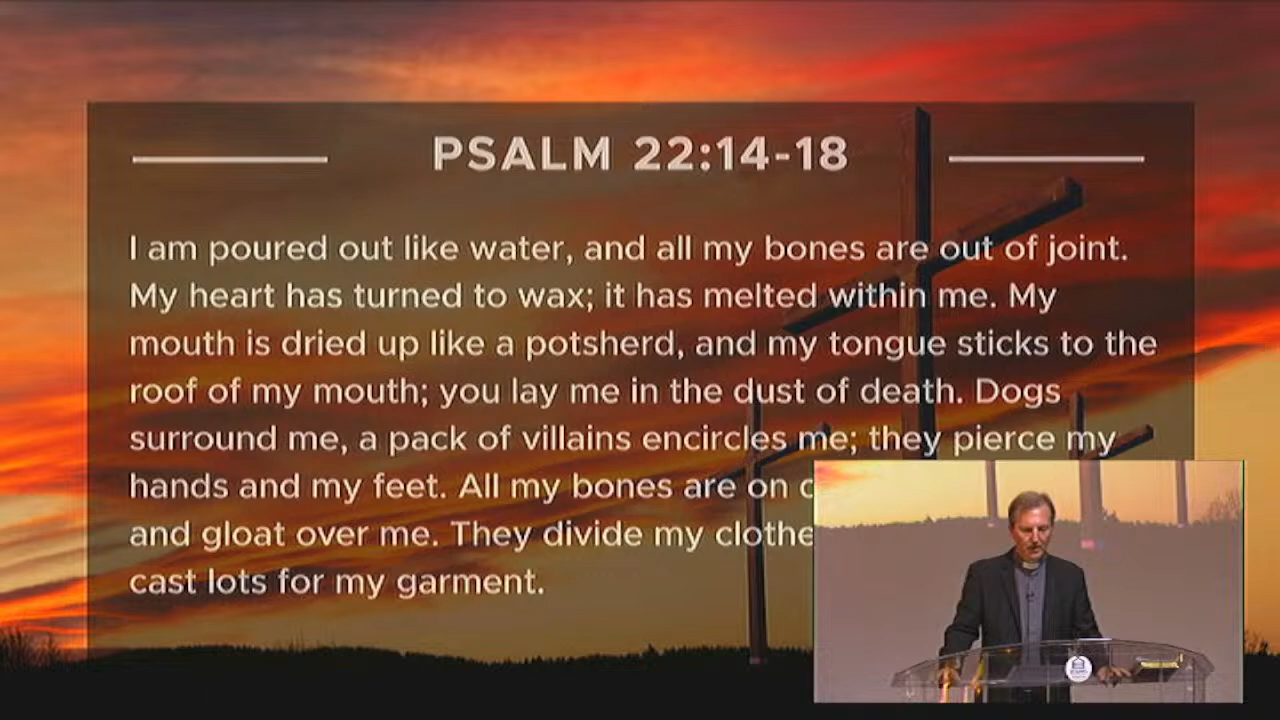 PSALM 22:14-18
I am poured out like water, and all my bones are out of joint.
My heart has turned to wax; it has melted within me. My
mouth is dried up like a potsherd, and my tongue sticks to the
roof of my mouth; you lay me in the dust of death. Dogs
surround me, a pack of villains encircles me; they pierce my
hands and my feet. All my bones are on
and gloat over me. They divide my clothe
cast lots for my garment.